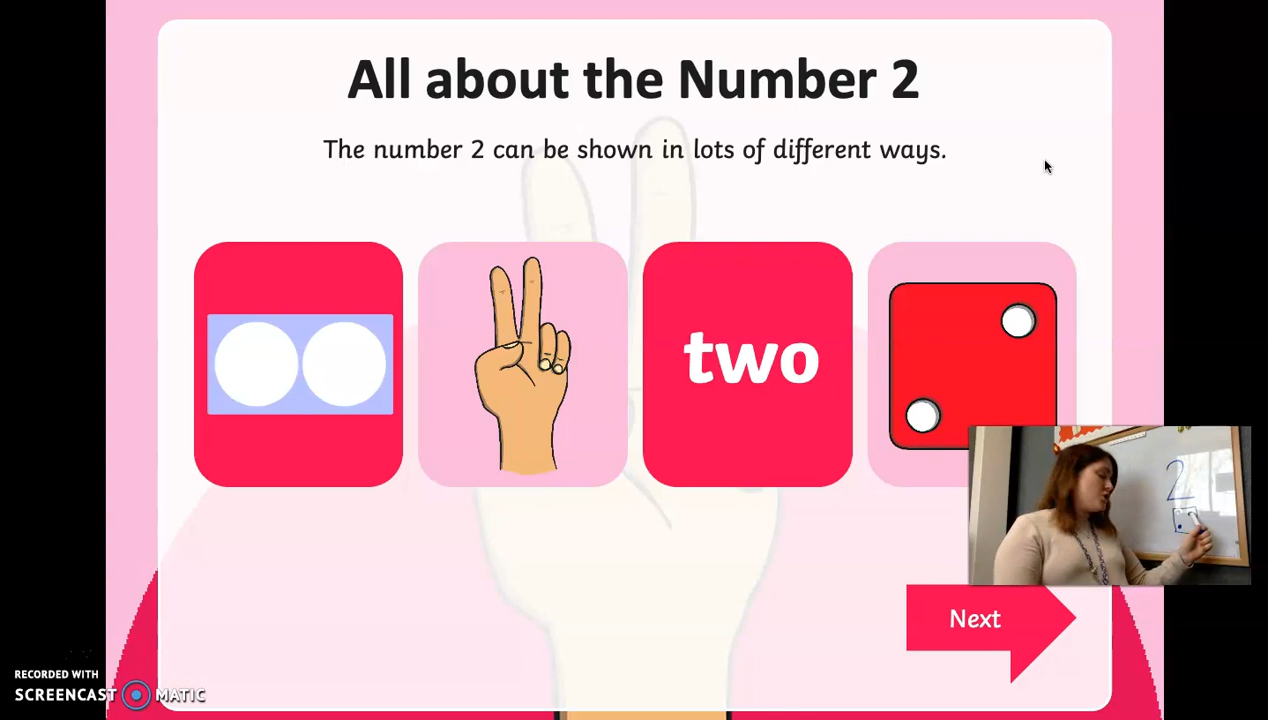 All about the Number 2
The number 2 can be shown in lots of different ways.
two
2
Next
RECORDED WITH
SCREENCAST MATIC